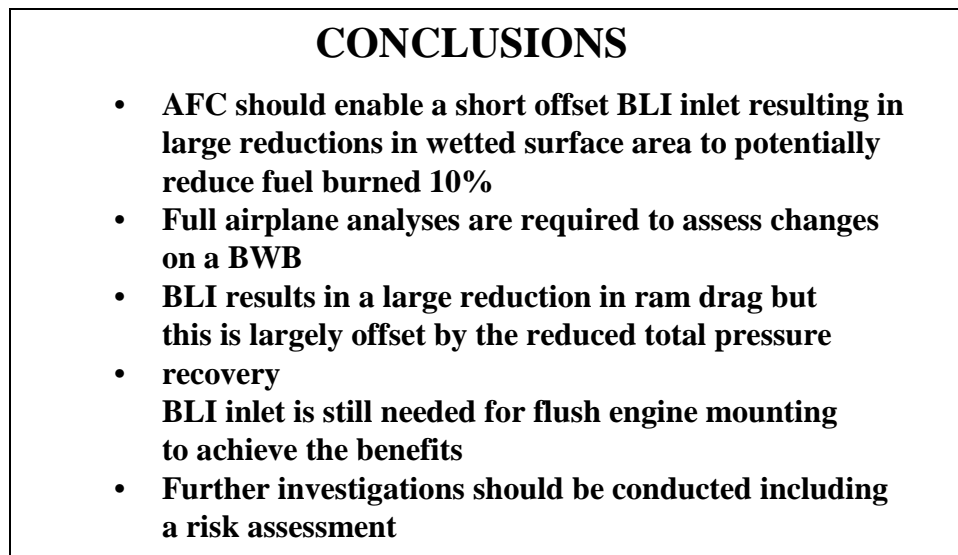 CONCLUSIONS
• AFC should enable a short offset BLI inlet resulting in
large reductions in wetted surface area to potentially
reduce fuel burned 10%
• Full airplane analyses are required to assess changes
on a BWB
• BLI results in a large reduction in ram drag but
this is largely offset by the reduced total pressure
• recovery
BLI inlet is still needed for flush engine mounting
to achieve the benefits
• Further investigations should be conducted including
a risk assessment